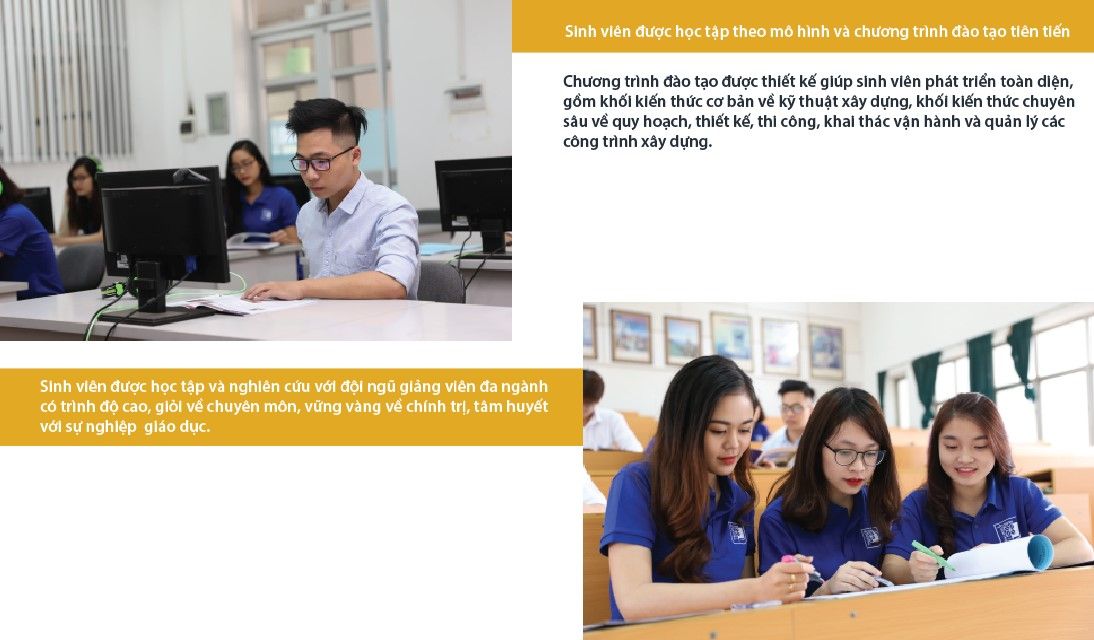 Sinh viên được học tập theo mô hình và chương trình đào tạo tiên tiến
Chương trình đào tạo được thiết kế giúp sinh viên phát triển toàn diện,
gồm khối kiến thức cơ bản về kỹ thuật xây dựng, khối kiến thức chuyên
sâu về quy hoạch, thiết kế, thi công, khai thác vận hành và quản lý các
công trình xây dựng.
Sinh viên được học tập và nghiên cứu với đội ngũ giảng viên đa ngành
có trình độ cao, giỏi về chuyên môn, vững vàng về chính trị, tâm huyết
với sự nghiệp giáo dục.